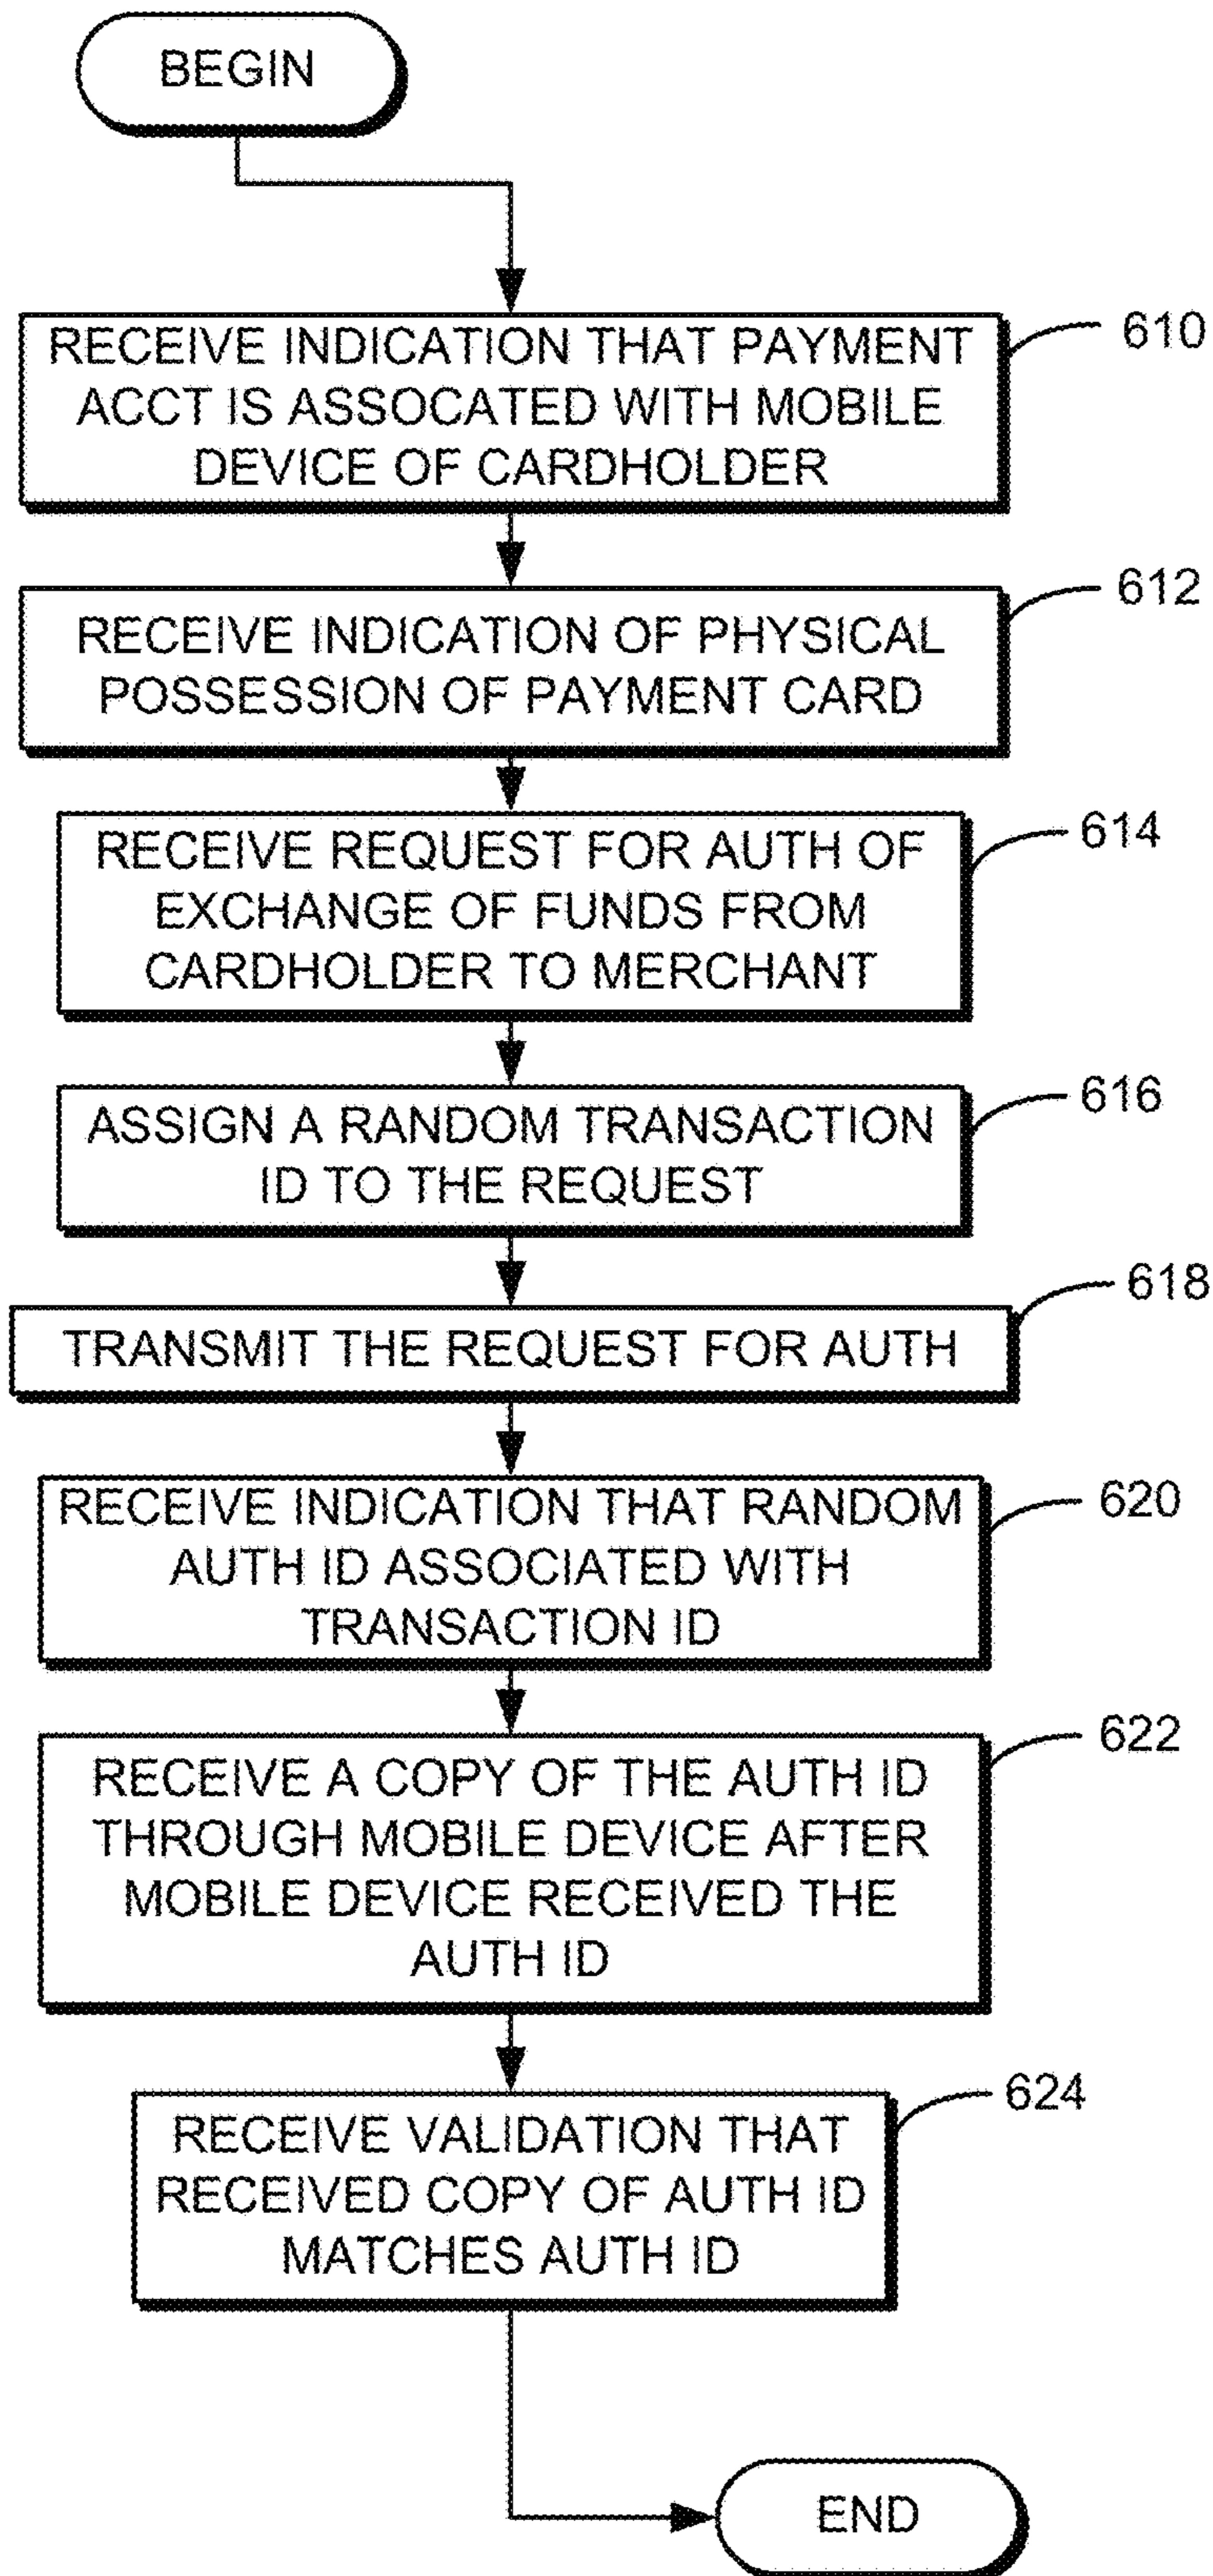 BEGIN
RECEIVE INDICATION THAT PAYMENT
ACCT IS ASSOCATED WITH MOBILE
DEVICE OF CARDHOLDER
610
RECEIVE INDICATION OF PHYSICAL
POSSESSION OF PAYMENT CARD
612
RECEIVE REQUEST FOR AUTH OF
EXCHANGE OF FUNDS FROM
CARDHOLDER TO MERCHANT
614
ASSIGN A RANDOM TRANSACTION
ID TO THE REQUEST
616
TRANSMIT THE REQUEST FOR AUTH
618
RECEIVE INDICATION THAT RANDOM
AUTH ID ASSOCIATED WITH
TRANSACTION ID
620
RECEIVE A COPY OF THE AUTH ID
THROUGH MOBILE DEVICE AFTER
MOBILE DEVICE RECEIVED THE
AUTH ID
622
RECEIVE VALIDATION THAT
RECEIVED COPY OF AUTH ID
MATCHES AUTH ID
624
END